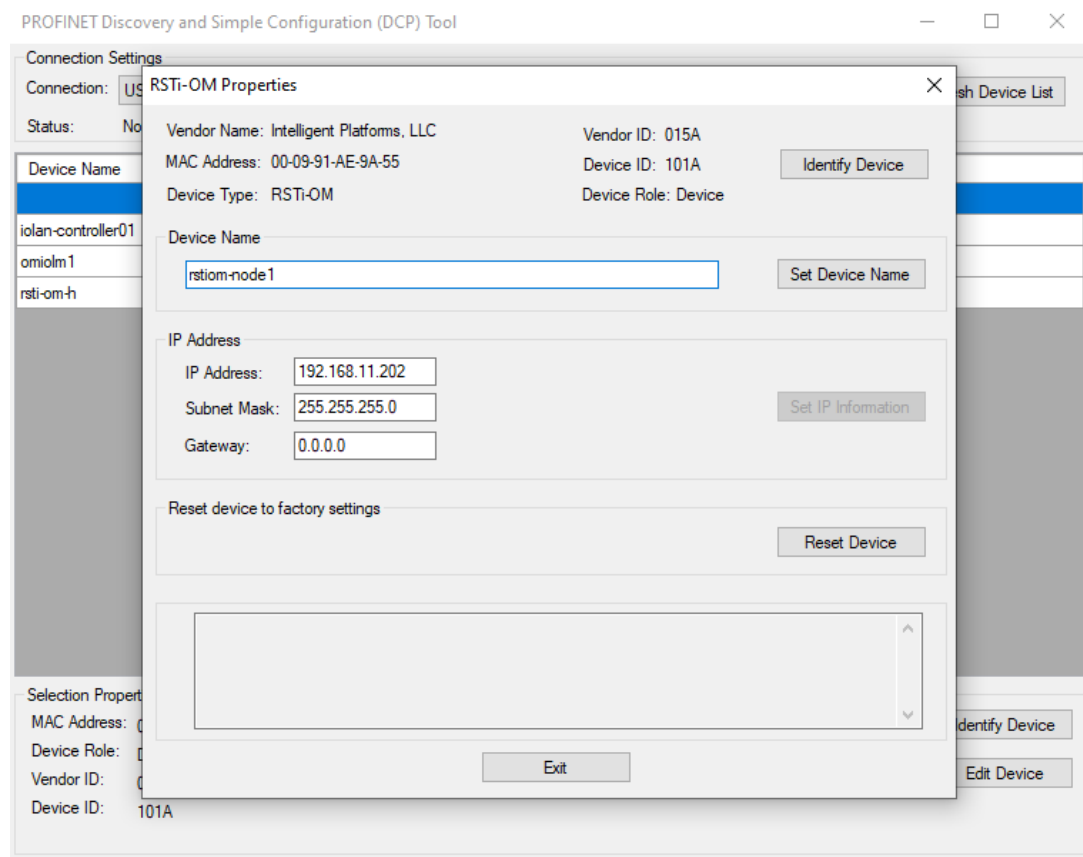 PROFINET Discovery and Simple Configuration (DCP) Tool
Connection Settings
Connection: US
sh Device List
Status: No
Device Name
iolan-controller01
omiolm1
rsti-om-h
RSTi-OM Properties
Vendor Name: Intelligent Platforms, LLC
Vendor ID: 015A
MAC Address: 00-09-91-AE-9A-55
Device ID: 101A
Identify Device
Device Type: RSTi-OM
Device Role: Device
Device Name
rstiom-node1
Set Device Name
IP Address
IP Address: 192.168.11.202
Subnet Mask: 255.255.255.0
Set IP Information
Gateway: 0.0.0.0
Reset device to factory settings
Reset Device
Exit
Selection Propert
MAC Address:
Identify Device
Device Role:
Vendor ID:
Edit Device
Device ID: 101A